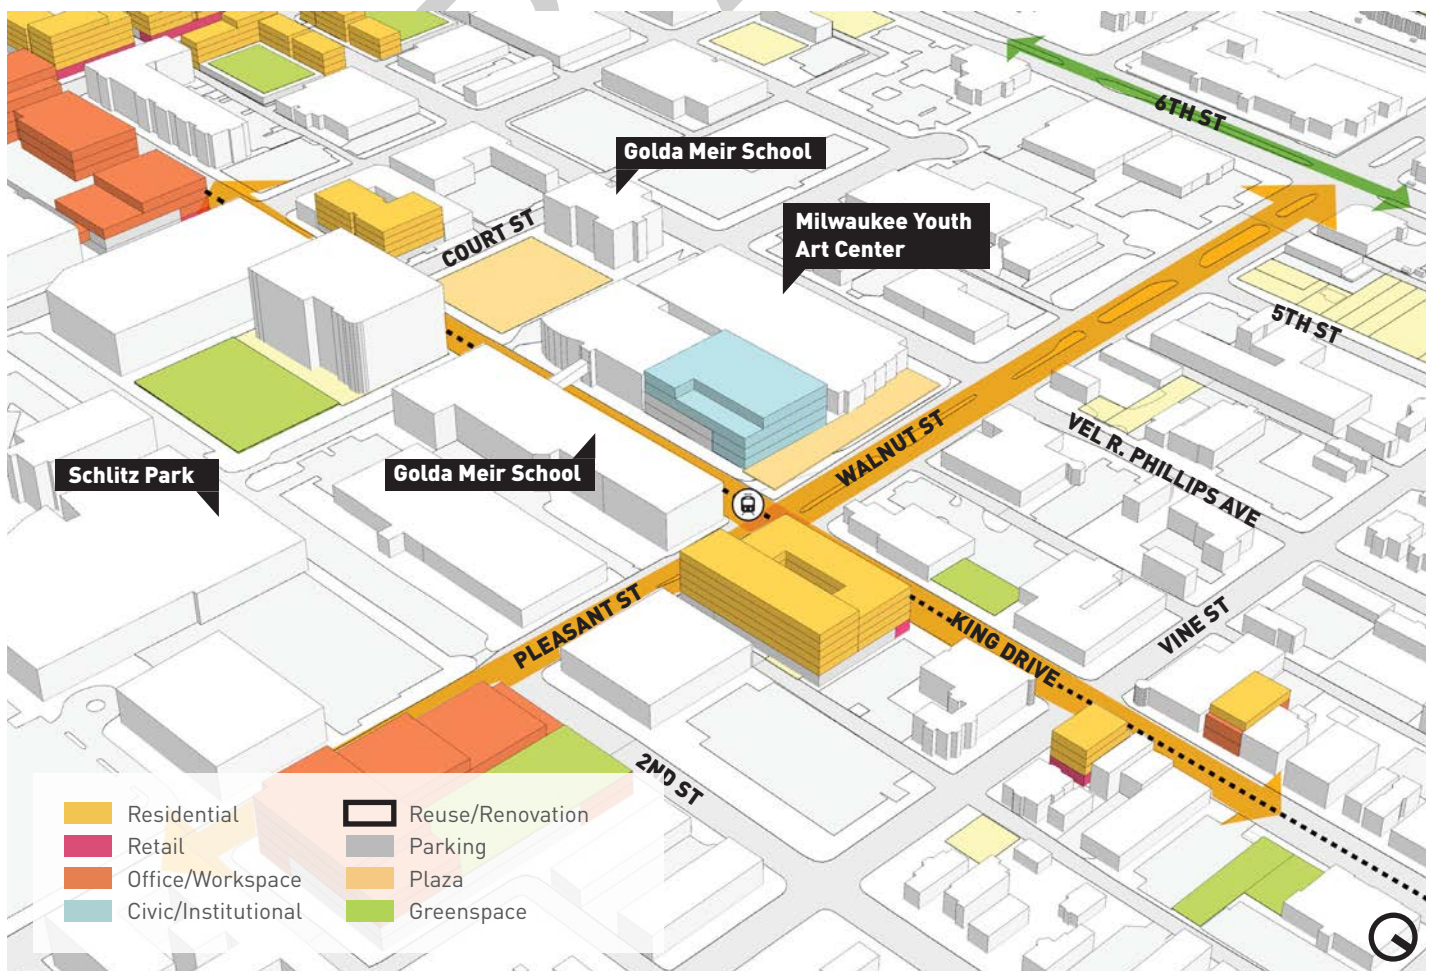 6TH ST
Golda Meir School
Milwaukee Youth
Art Center
COURT ST
5TH ST
WALNUT ST
VEL R. PHILLIPS AVE
Schlitz Park
Golda Meir School
PLEASANT ST
KING DRIVE
VINE ST
2ND ST
Residential
Retail
Office/Workspace
Civic/Institutional
Reuse/Renovation
Parking
Plaza
Greenspace